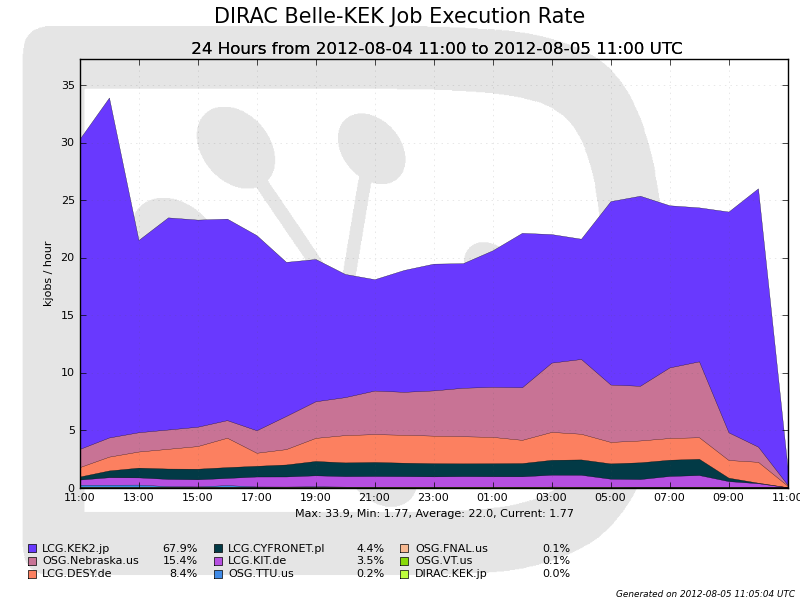 DIRAC Belle-KEK Job Execution Rate
24 Hours from 2012-08-04 11:00 to 2012-08-05 11:00 UTC
35
30
25
20
15
10
5
0
kjobs / hour
11:00 13:00 15:00 17:00 19:00 21:00 23:00 01:00 03:00 05:00 07:00 09:00 11:00
Max: 33.9, Min: 1.77, Average: 22.0, Current: 1.77
LCG.KEK2.jp 67.9% LCG.CYFRONET.pl 4.4% OSG.FNAL.us 0.1%
OSG.Nebraska.us 15.4% LCG.KIT.de 3.5% OSG.VT.us 0.1%
LCG.DESY.de 8.4% OSG.TTU.us 0.2% DIRAC.KEK.jp 0.0%
Generated on 2012-08-05 11:05:04 UTC